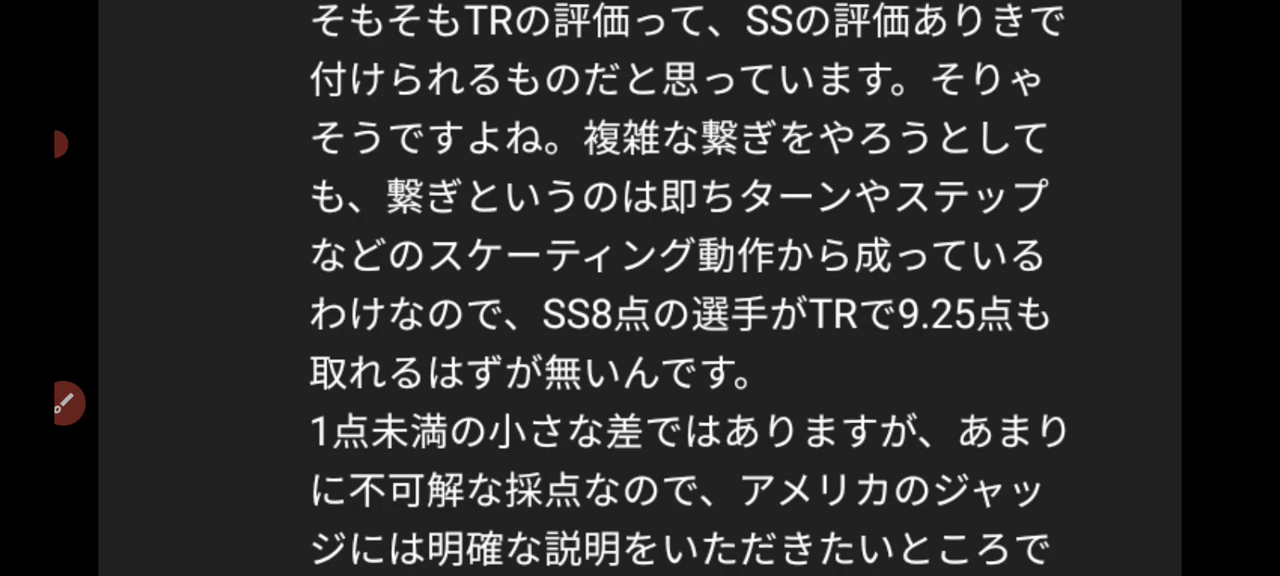 そもそもTRの評価って、SSの評価ありきで
付けられるものだと思っています。そりゃ
そうですよね。複雑な繋ぎをやろうとして
も、繋ぎというのは即ちターンやステップ
などのスケーティング動作から成っている
わけなので、SS8点の選手がTRで9.25点も
取れるはずが無いんです。
1点未満の小さな差ではありますが、あまり
に不可解な採点なので、アメリカのジャッ
ジには明確な説明をいただきたいところで